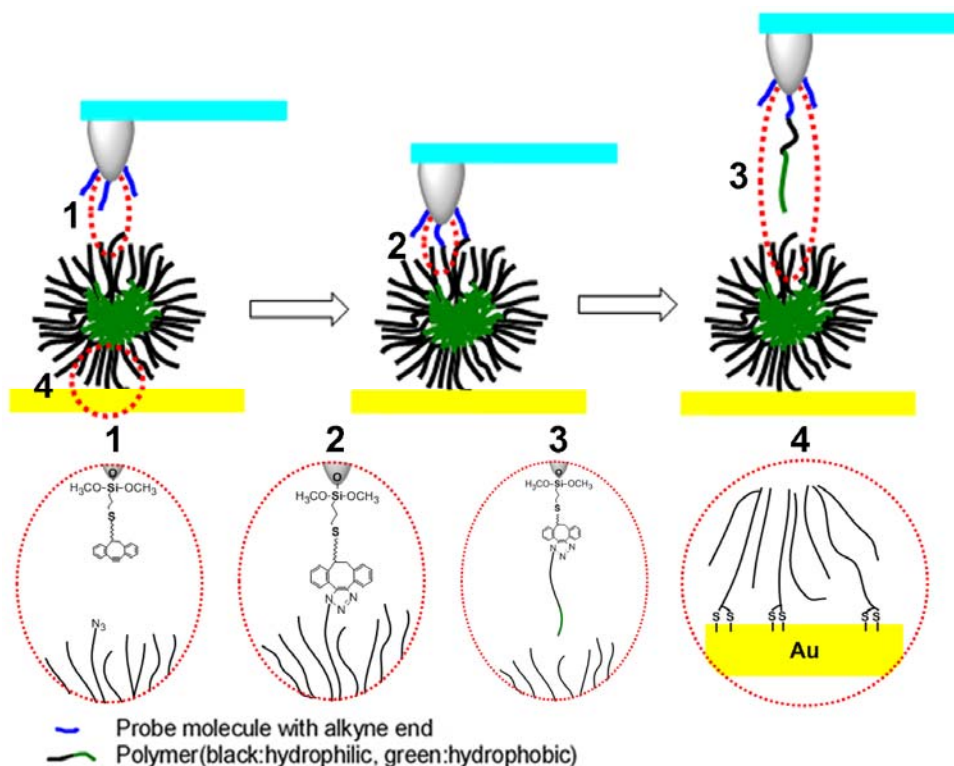 1
2
3
4
1
2
3
4
O
H₃CO-Si-OCH₃
S
N₃
O
H₃CO-Si-OCH₃
S
N N N
O
H₃CO-Si-OCH₃
S
N N N
S S S S S S
Au
Probe molecule with alkyne end
Polymer(black:hydrophilic, green:hydrophobic)